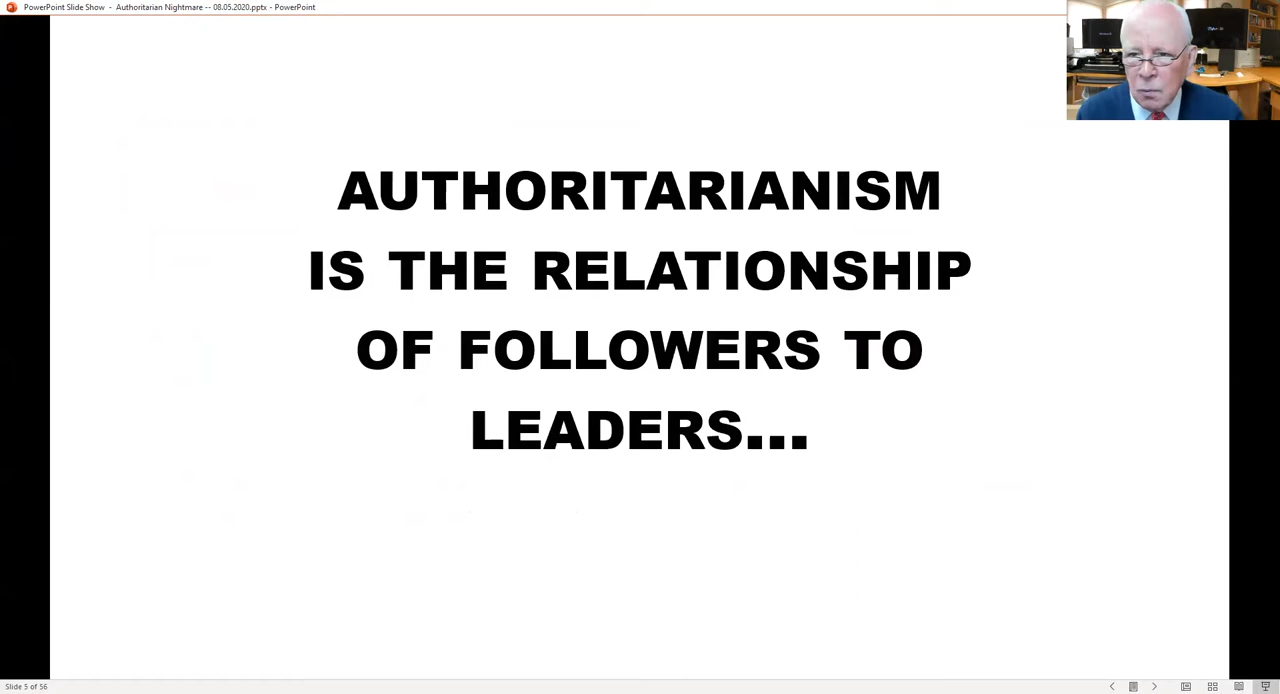 PowerPoint Slide Show - Authoritarian Nightmare -- 08.05.2020.pptx - PowerPoint
AUTHORITARIANISM
IS THE RELATIONSHIP
OF FOLLOWERS TO
LEADERS...
Slide 5 of 56